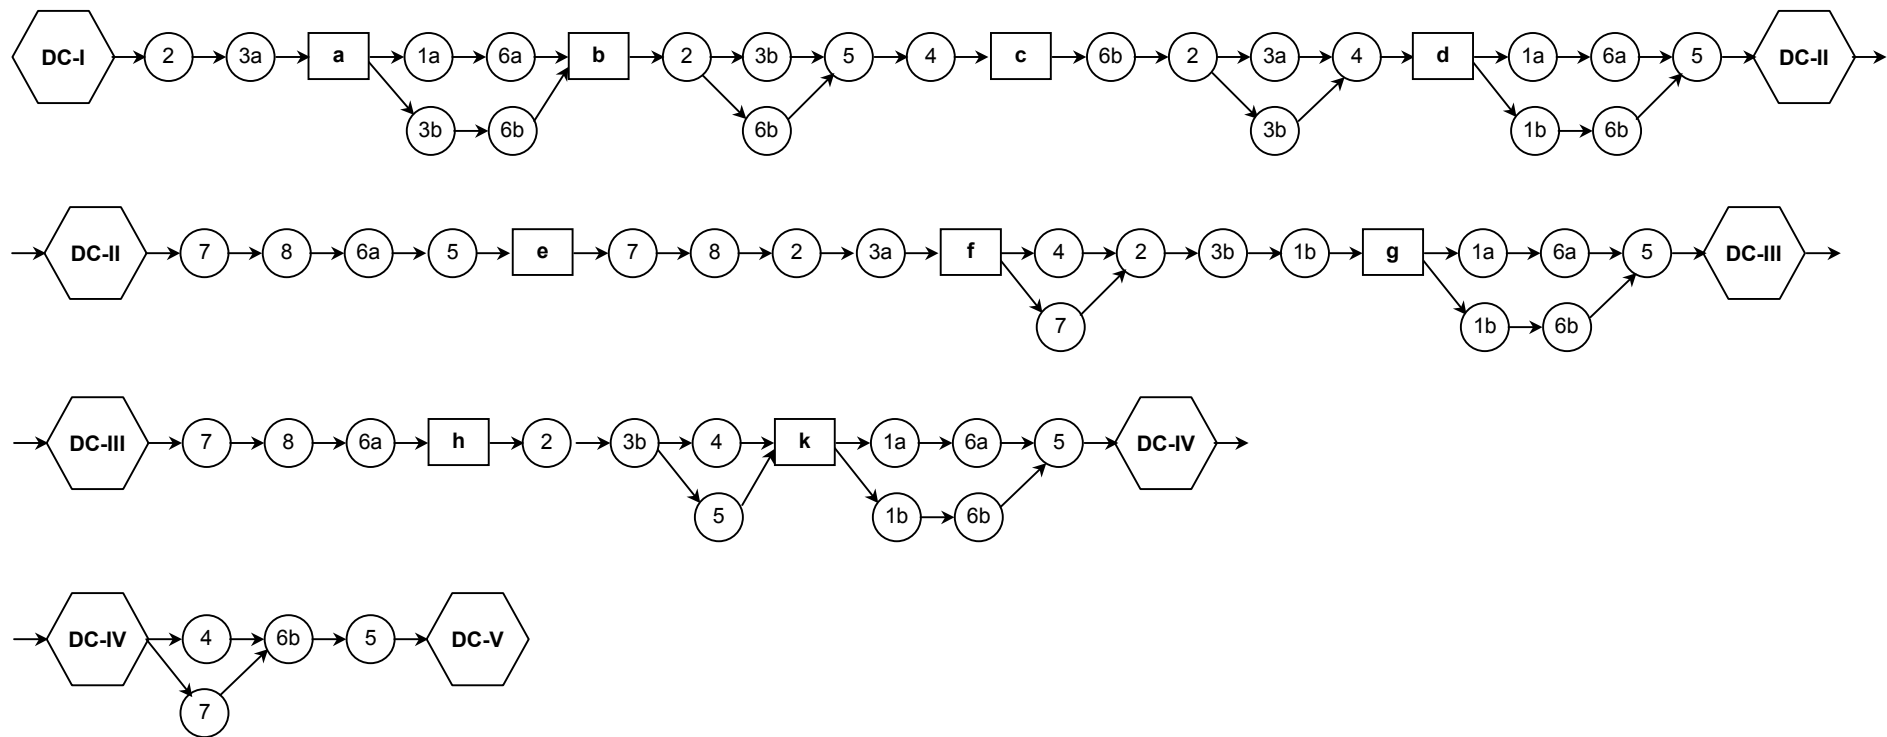 DC-I 2 3a a 1a 6a b 2 3b 5 4 c 6b 2 3a 4 d 1a 6a 5 DC-II
3b 6b 6b 3b 1b 6b
DC-II 7 8 6a 5 e 7 8 2 3a f 4 2 3b 1b g 1a 6a 5 DC-III
7 1b 6b
DC-III 7 8 6a h 2 3b 4 k 1a 6a 5 DC-IV
5 1b 6b
DC-IV 4 6b 5 DC-V
7